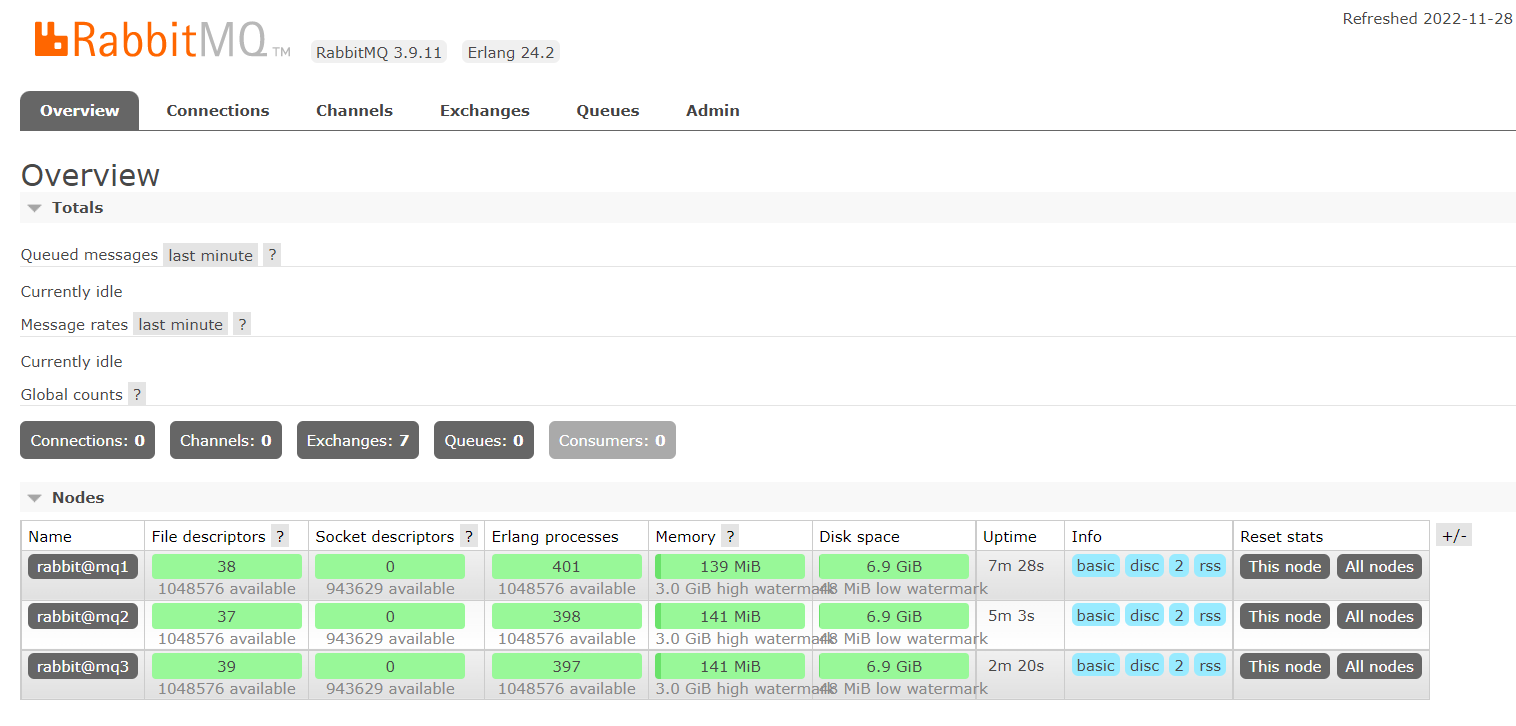 Refreshed 2022-11-28
RabbitMQ TM RabbitMQ 3.9.11 Erlang 24.2
Overview Connections Channels Exchanges Queues Admin
Overview
Totals
Queued messages last minute ?
Currently idle
Message rates last minute ?
Currently idle
Global counts ?
Connections: 0 Channels: 0 Exchanges: 7 Queues: 0 Consumers: 0
Nodes
Name File descriptors ? Socket descriptors ? Erlang processes Memory ? Disk space Uptime Info Reset stats +/-
rabbit@mq1 38 0 401 139 MiB 6.9 GiB 7m 28s basic disc 2 rss This node All nodes
1048576 available 943629 available 1048576 available 3.0 GiB high watermark 48 MiB low watermark
rabbit@mq2 37 0 398 141 MiB 6.9 GiB 5m 3s basic disc 2 rss This node All nodes
1048576 available 943629 available 1048576 available 3.0 GiB high watermark 48 MiB low watermark
rabbit@mq3 39 0 397 141 MiB 6.9 GiB 2m 20s basic disc 2 rss This node All nodes
1048576 available 943629 available 1048576 available 3.0 GiB high watermark 48 MiB low watermark